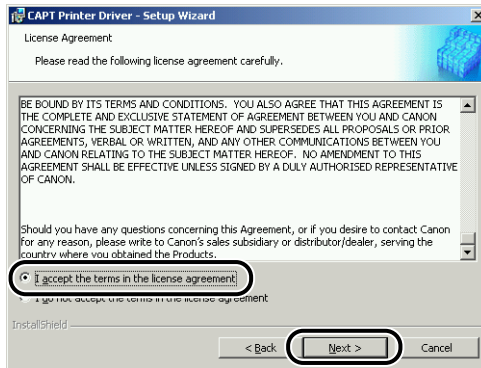 CAPT Printer Driver - Setup Wizard
License Agreement
Please read the following license agreement carefully.
BE BOUND BY ITS TERMS AND CONDITIONS. YOU ALSO AGREE THAT THIS AGREEMENT IS
THE COMPLETE AND EXCLUSIVE STATEMENT OF AGREEMENT BETWEEN YOU AND CANON
CONCERNING THE SUBJECT MATTER HEREOF AND SUPERSEDES ALL PROPOSALS OR PRIOR
AGREEMENTS, VERBAL OR WRITTEN, AND ANY OTHER COMMUNICATIONS BETWEEN YOU
AND CANON RELATING TO THE SUBJECT MATTER HEREOF. NO AMENDMENT TO THIS
AGREEMENT SHALL BE EFFECTIVE UNLESS SIGNED BY A DULY AUTHORISED REPRESENTATIVE
OF CANON.
Should you have any questions concerning this Agreement, or if you desire to contact Canon
for any reason, please write to Canon's sales subsidiary or distributor/dealer, serving the
country where you obtained the Products.
I accept the terms in the license agreement
I do not accept the terms in the license agreement
InstallShield
< Back Next > Cancel